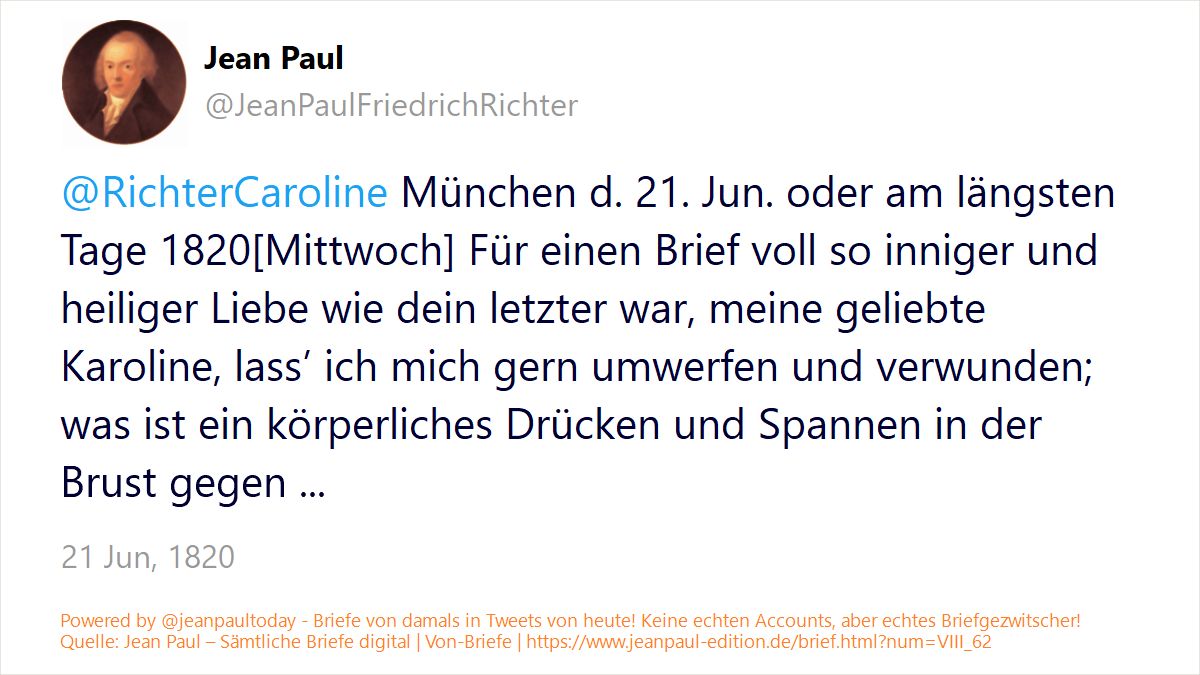 Jean Paul
@JeanPaulFriedrichRichter
@RichterCaroline München d. 21. Jun. oder am längsten
Tage 1820[Mittwoch] Für einen Brief voll so inniger und
heiliger Liebe wie dein letzter war, meine geliebte
Karoline, lass’ ich mich gern umwerfen und verwunden;
was ist ein körperliches Drücken und Spannen in der
Brust gegen ...
21 Jun, 1820
Powered by @jeanpaultoday - Briefe von damals in Tweets von heute! Keine echten Accounts, aber echtes Briefgezwitscher!
Quelle: Jean Paul – Sämtliche Briefe digital | Von-Briefe | https://www.jeanpaul-edition.de/brief.html?num=VIII_62